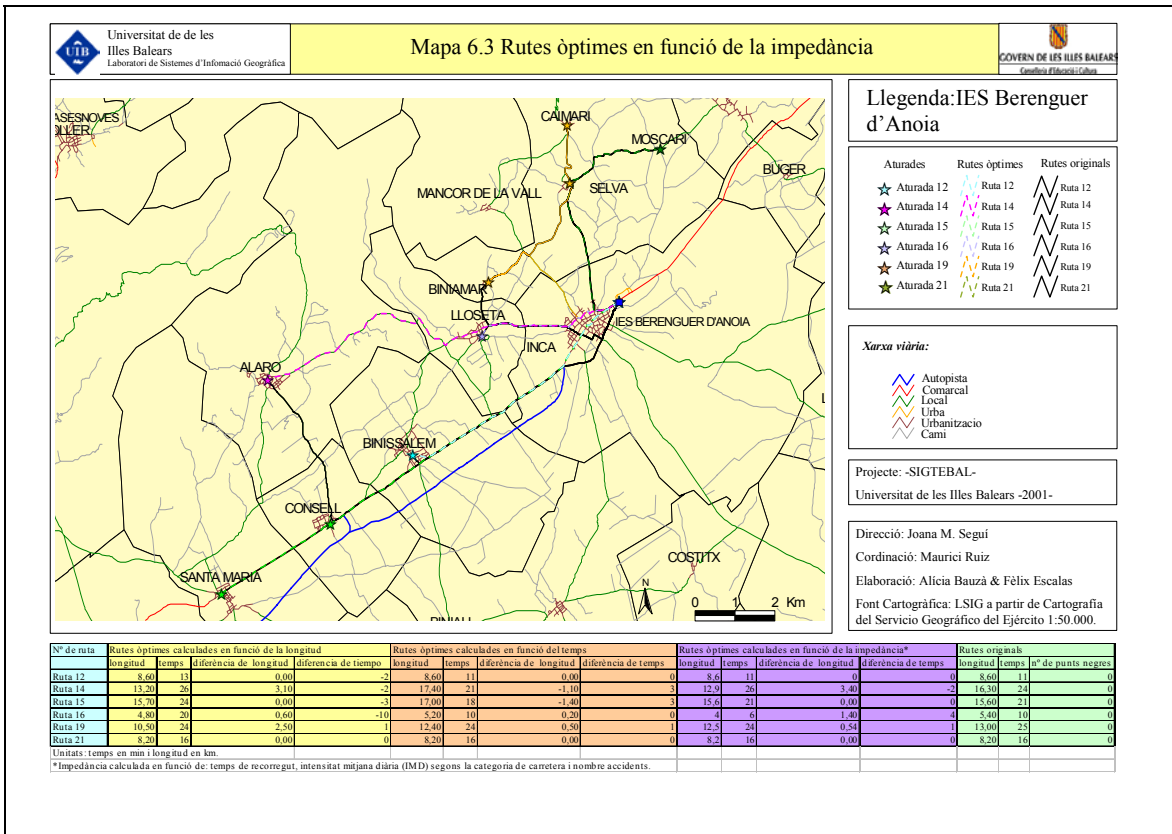 Universitat de de les
Illes Balears
Laboratori de Sistemes d'Infomació Geogràfica
UIB
Mapa 6.3 Rutes òptimes en funció de la impedància
GOVERN DE LES ILLES BALEARS
Conselleria d'Educació i Cultura
ASESNOVES
OLLER
CAIMARI
MOSCARI
BUGER
SELVA
MANCOR DE LA VALL
BINIAMAR
LLOSETA
IES BERENGUER D'ANOIA
INCA
ALARO
BINISSALEM
CONSELL
COSTITX
SANTA MARIA
N
0 1 2 Km
Llegenda:IES Berenguer
d'Anoia
Aturades Rutes òptimes Rutes originals
Aturada 12 Ruta 12 Ruta 12
Aturada 14 Ruta 14 Ruta 14
Aturada 15 Ruta 15 Ruta 15
Aturada 16 Ruta 16 Ruta 16
Aturada 19 Ruta 19 Ruta 19
Aturada 21 Ruta 21 Ruta 21
Xarxa viària:
Autopista
Comarcal
Local
Urba
Urbanitzacio
Cami
Projecte: -SIGTEBAL-
Universitat de les Illes Balears -2001-
Direcció: Joana M. Seguí
Cordinació: Maurici Ruiz
Elaboració: Alícia Bauzà & Fèlix Escalas
Font Cartogràfica: LSIG a partir de Cartografía
del Servicio Geográfico del Ejército 1:50.000.
Nº de ruta Rutes òptimes calculades en funció de la longitud Rutes òptimes calculades en funció del temps Rutes òptimes calculades en funció de la impedància* Rutes originals
longitud temps diferència de longitud diferencia de tiempo longitud temps diferència de longitud diferència de temps longitud temps diferència de longitud diferència de temps longitud temps nº de punts negres
Ruta 12 8,60 13 0,00 -2 8,60 11 0,00 0 8,6 11 0 0 8,60 11 0
Ruta 14 13,20 26 3,10 -2 17,40 21 -1,10 3 12,9 26 3,40 -2 16,30 24 0
Ruta 15 15,70 24 0,00 -3 17,00 18 -1,40 3 15,6 21 0,00 0 15,60 21 0
Ruta 16 4,80 20 0,60 -10 5,20 10 0,20 0 4 6 1,40 4 5,40 10 0
Ruta 19 10,50 24 2,50 1 12,40 24 0,50 1 12,5 24 0,54 1 13,00 25 0
Ruta 21 8,20 16 0,00 0 8,20 16 0,00 0 8,2 16 0,00 0 8,20 16 0
Unitats: temps en min i longitud en km.
*Impedància calculada en funció de: temps de recorregut, intensitat mitjana diària (IMD) segons la categoria de carretera i nombre accidents.